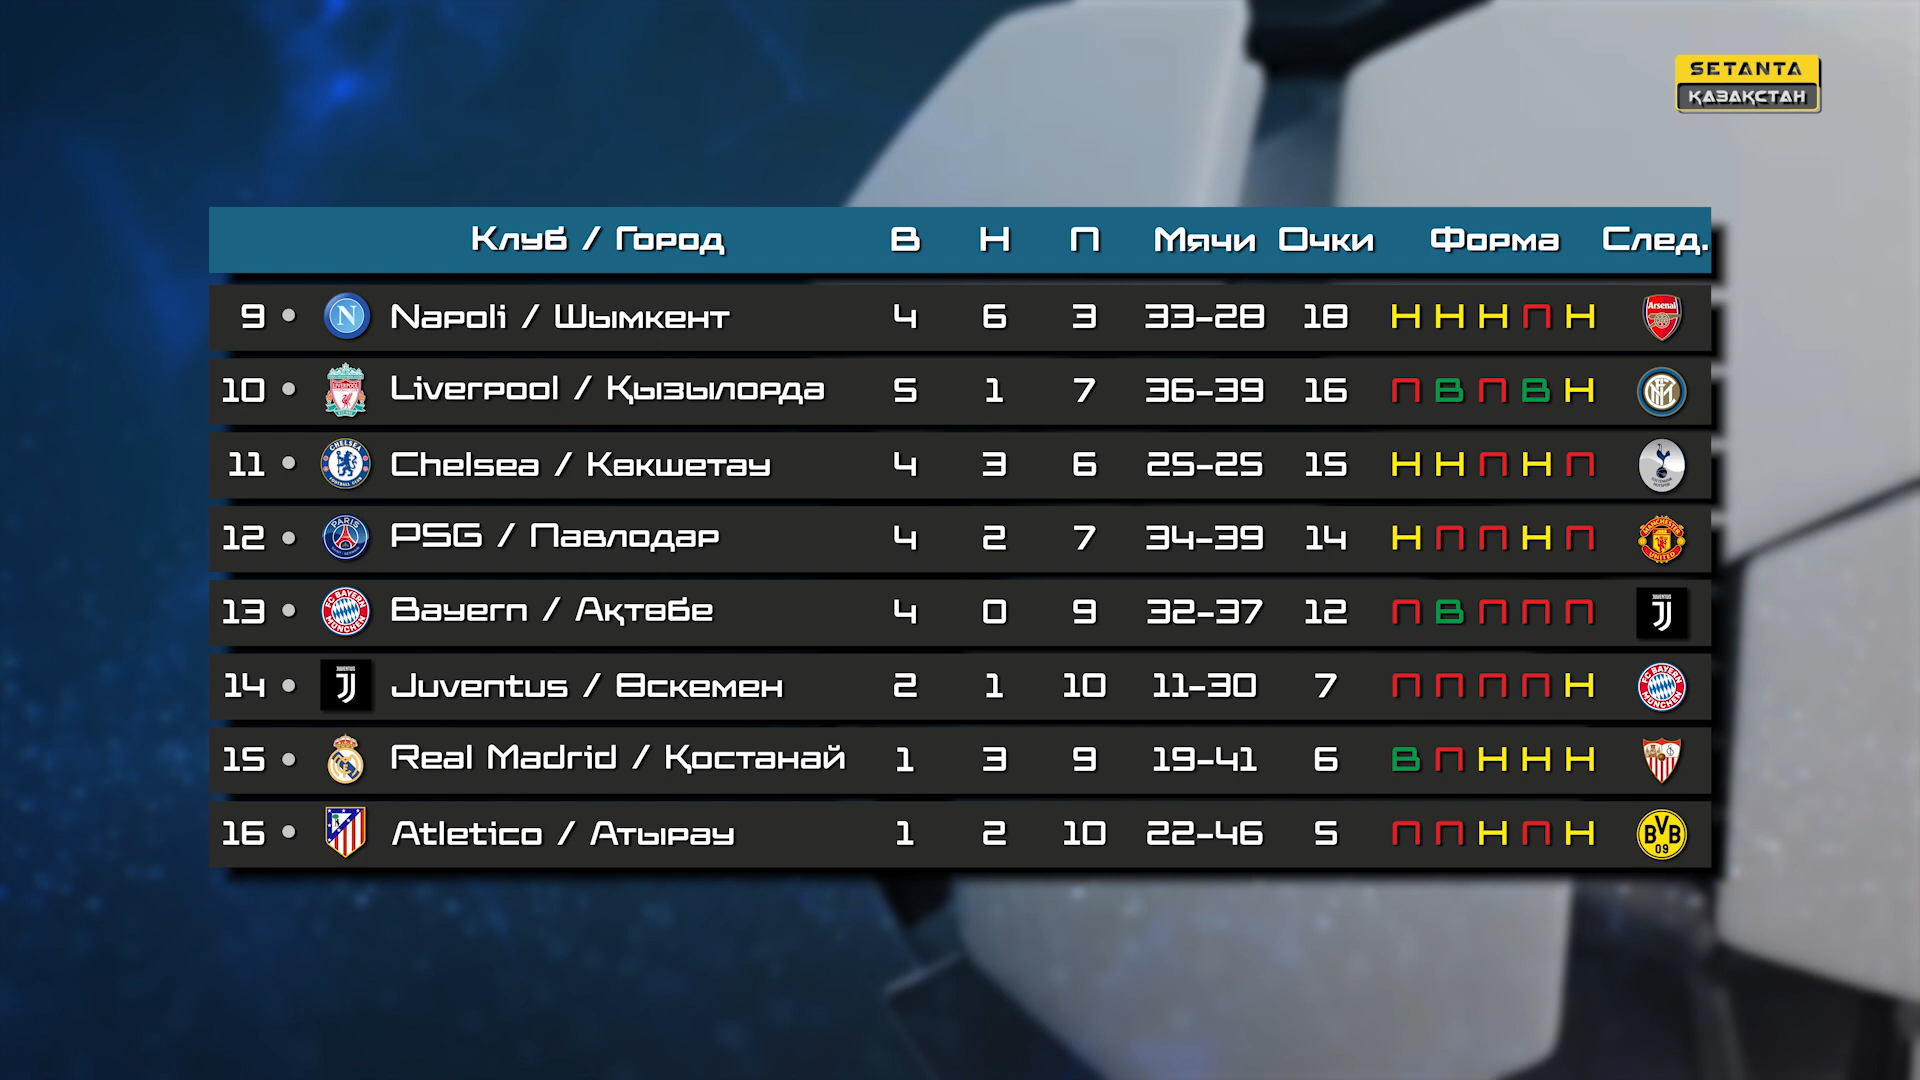 SETANTA
ҚАЗАҚСТАН
Клуб / Город В Н П Мячи Очки Форма След.
9 • Napoli / Шымкент 4 6 3 33-28 18 Н Н Н П Н Arsenal
10 • Liverpool / Қызылорда 5 1 7 36-39 16 П В П В Н
11 • Chelsea / Көкшетау 4 3 6 25-25 15 Н Н П Н П
12 • PSG / Павлодар 4 2 7 34-39 14 Н П П Н П
13 • Bayern / Ақтөбе 4 0 9 32-37 12 П В П П П
14 • Juventus / Өскемен 2 1 10 11-30 7 П П П П Н
15 • Real Madrid / Қостанай 1 3 9 19-41 6 В П Н Н Н
16 • Atletico / Атырау 1 2 10 22-46 5 П П Н П Н BVB 09